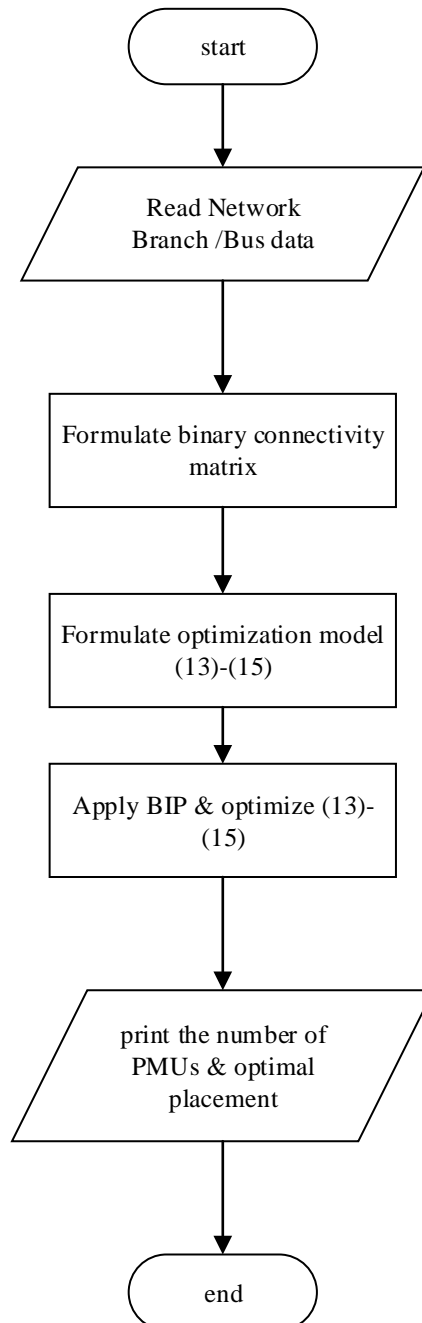 start
Read Network
Branch /Bus data
Formulate binary connectivity
matrix
Formulate optimization model
(13)-(15)
Apply BIP & optimize (13)-
(15)
print the number of
PMUs & optimal
placement
end